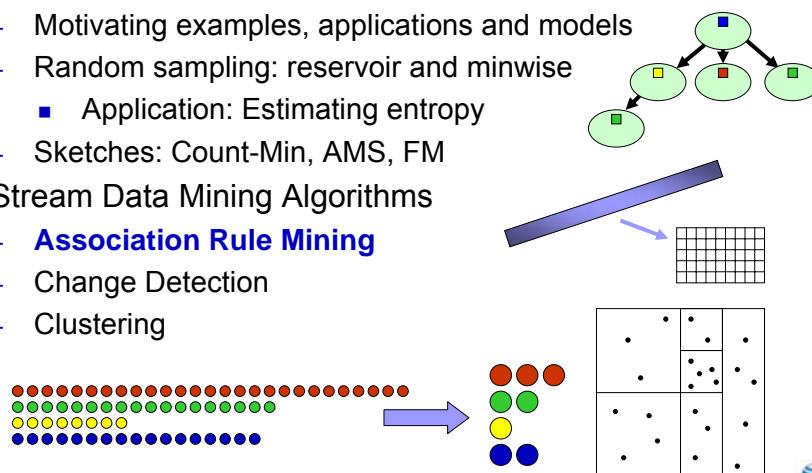 - Motivating examples, applications and models
- Random sampling: reservoir and minwise
■ Application: Estimating entropy
- Sketches: Count-Min, AMS, FM
Stream Data Mining Algorithms
- Association Rule Mining
- Change Detection
- Clustering